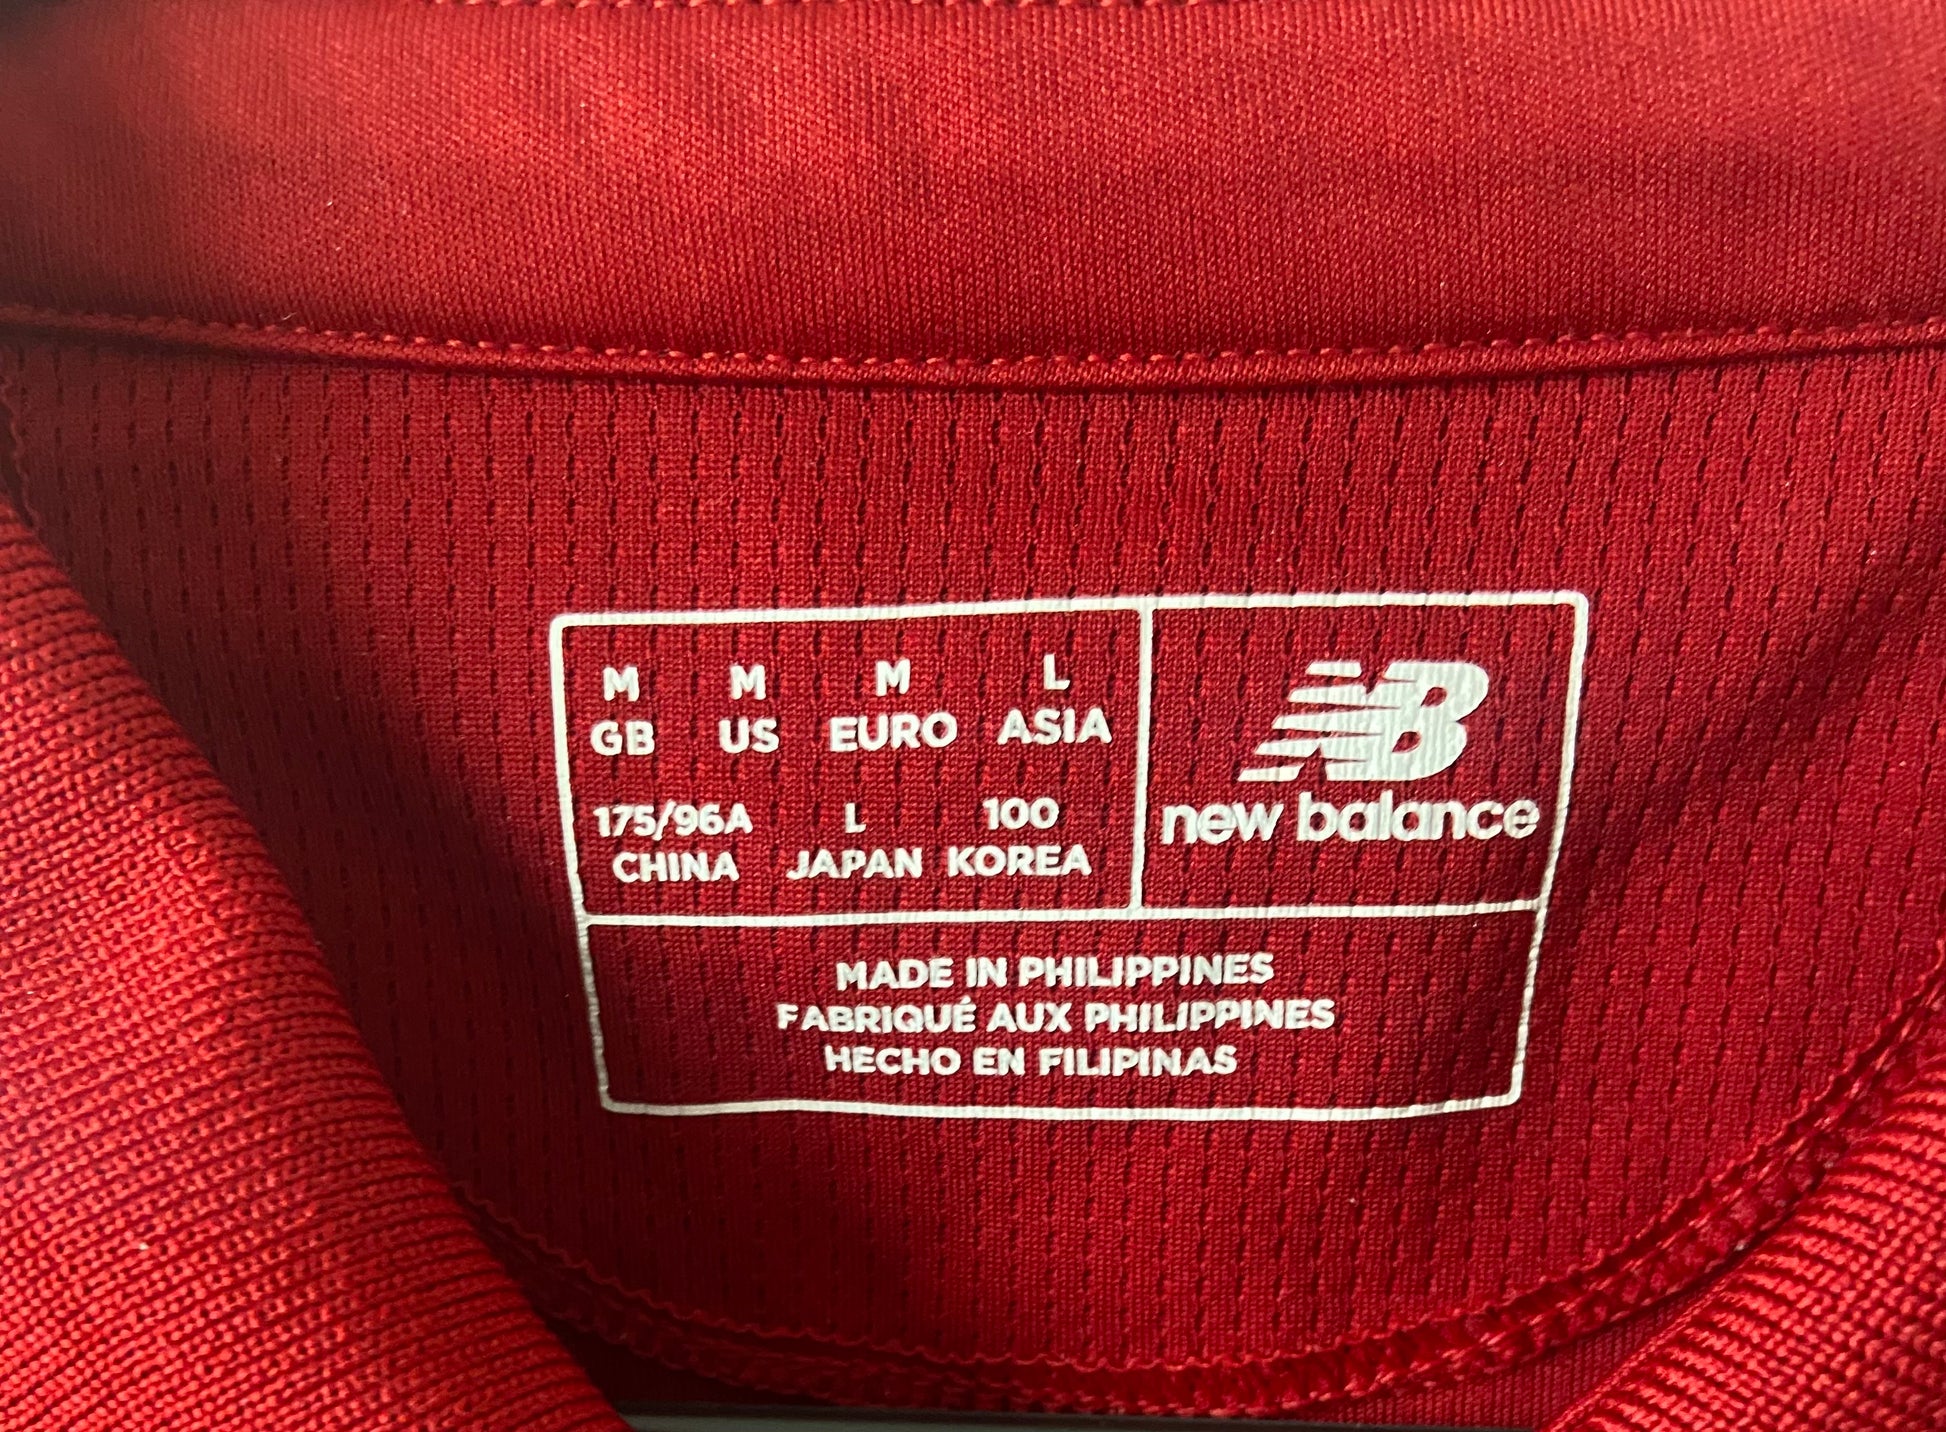 M M M L
GB US EURO ASIA
175/96A L 100
CHINA JAPAN KOREA
NB
new balance
MADE IN PHILIPPINES
FABRIQUÉ AUX PHILIPPINES
HECHO EN FILIPINAS